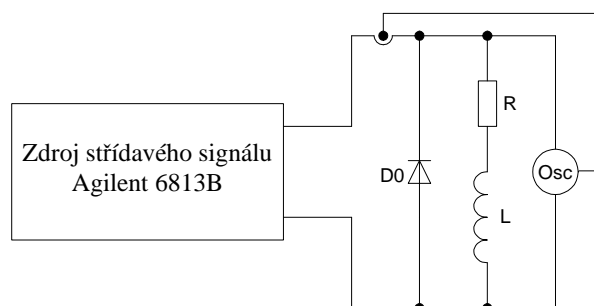 Zdroj střídavého signálu
Agilent 6813B
D0
R
L
Osc